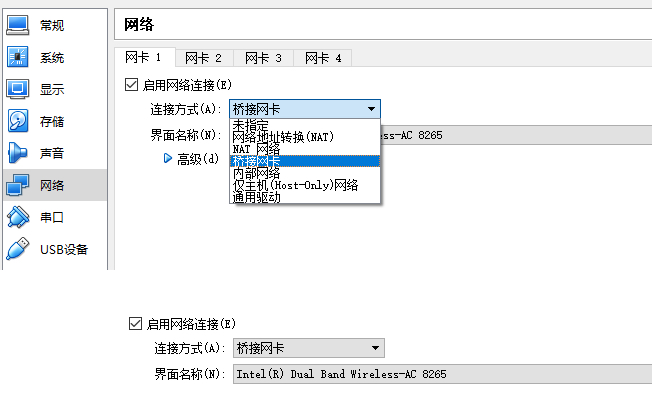 常规
系统
显示
存储
声音
网络
串口
USB设备
网络
网卡 1 网卡 2 网卡 3 网卡 4
启用网络连接(E)
连接方式(A): 桥接网卡
未指定
网络地址转换(NAT)
NAT 网络
桥接网卡
内部网络
仅主机(Host-Only)网络
通用驱动
界面名称(N): ss-AC 8265
高级(d)
启用网络连接(E)
连接方式(A): 桥接网卡
界面名称(N): Intel(R) Dual Band Wireless-AC 8265